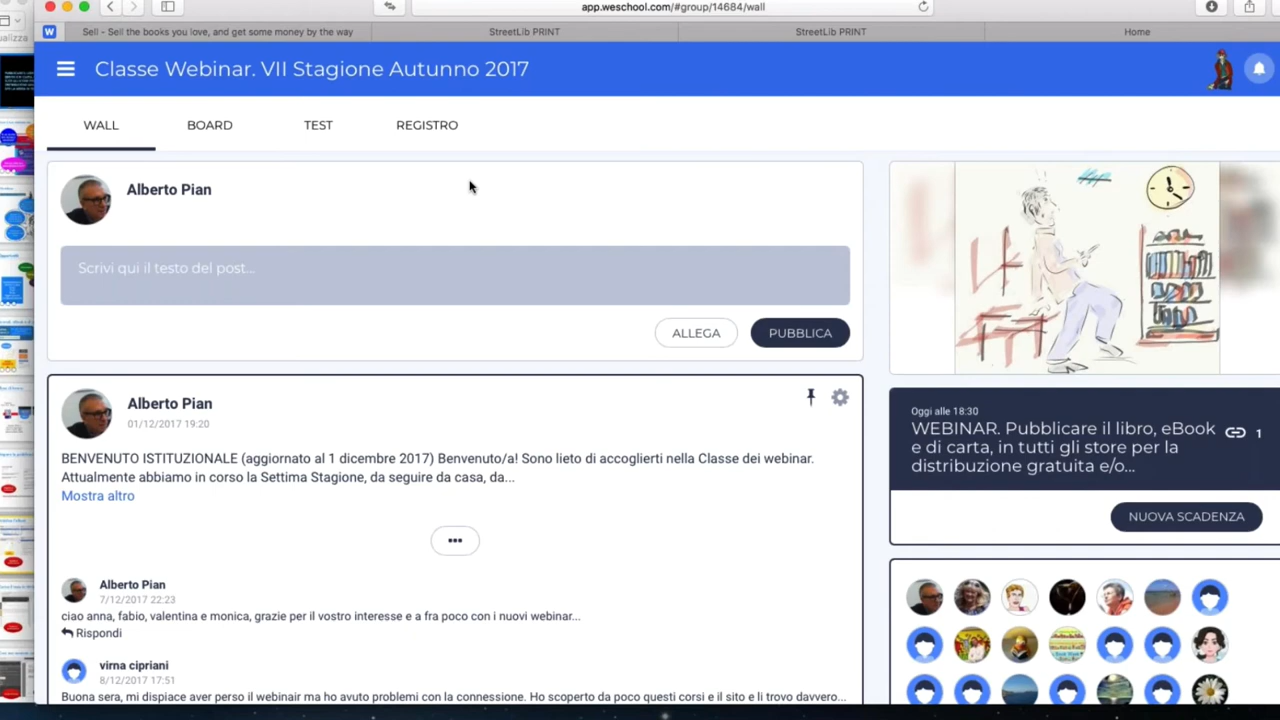 app.weschool.com/#group/14684/wall
W
Sell - Sell the books you love, and get some money by the way
StreetLib PRINT
StreetLib PRINT
Home
Classe Webinar. VII Stagione Autunno 2017
WALL
BOARD
TEST
REGISTRO
Alberto Pian
Scrivi qui il testo del post...
ALLEGA
PUBBLICA
Alberto Pian
01/12/2017 19:20
BENVENUTO ISTITUZIONALE (aggiornato al 1 dicembre 2017) Benvenuto/a! Sono lieto di accoglierti nella Classe dei webinar.
Attualmente abbiamo in corso la Settima Stagione, da seguire da casa, da...
Mostra altro
Alberto Pian
7/12/2017 22:23
ciao anna, fabio, valentina e monica, grazie per il vostro interesse e a fra poco con i nuovi webinar...
Rispondi
virna cipriani
8/12/2017 17:51
Buona sera, mi dispiace aver perso il webinair ma ho avuto problemi con la connessione. Ho scoperto da poco questi corsi e il sito e li trovo davvero...
Oggi alle 18:30
WEBINAR. Pubblicare il libro, eBook
e di carta, in tutti gli store per la
distribuzione gratuita e/o...
1
NUOVA SCADENZA